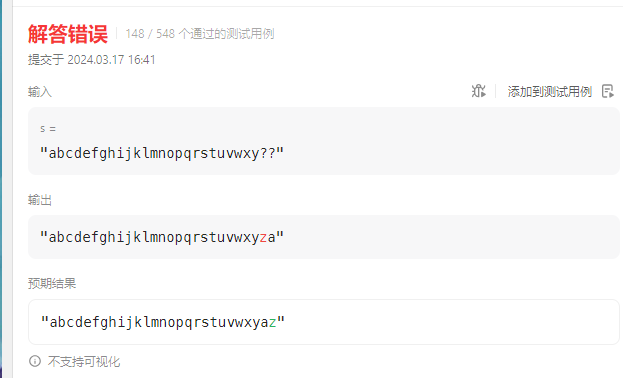 解答错误 148 / 548 个通过的测试用例
提交于 2024.03.17 16:41
输入 添加到测试用例
s =
"abcdefghijklmnopqrstuvwxy??"
输出
"abcdefghijklmnopqrstuvwxyza"
预期结果
"abcdefghijklmnopqrstuvwxyaz"
不支持可视化